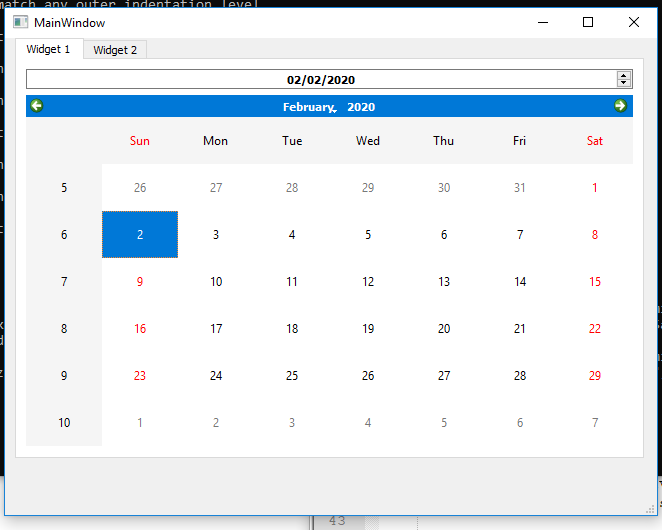 match any outer indentation level
MainWindow
Widget 1 Widget 2
02/02/2020
February, 2020
Sun Mon Tue Wed Thu Fri Sat
5 26 27 28 29 30 31 1
6 2 3 4 5 6 7 8
7 9 10 11 12 13 14 15
8 16 17 18 19 20 21 22
9 23 24 25 26 27 28 29
10 1 2 3 4 5 6 7
43